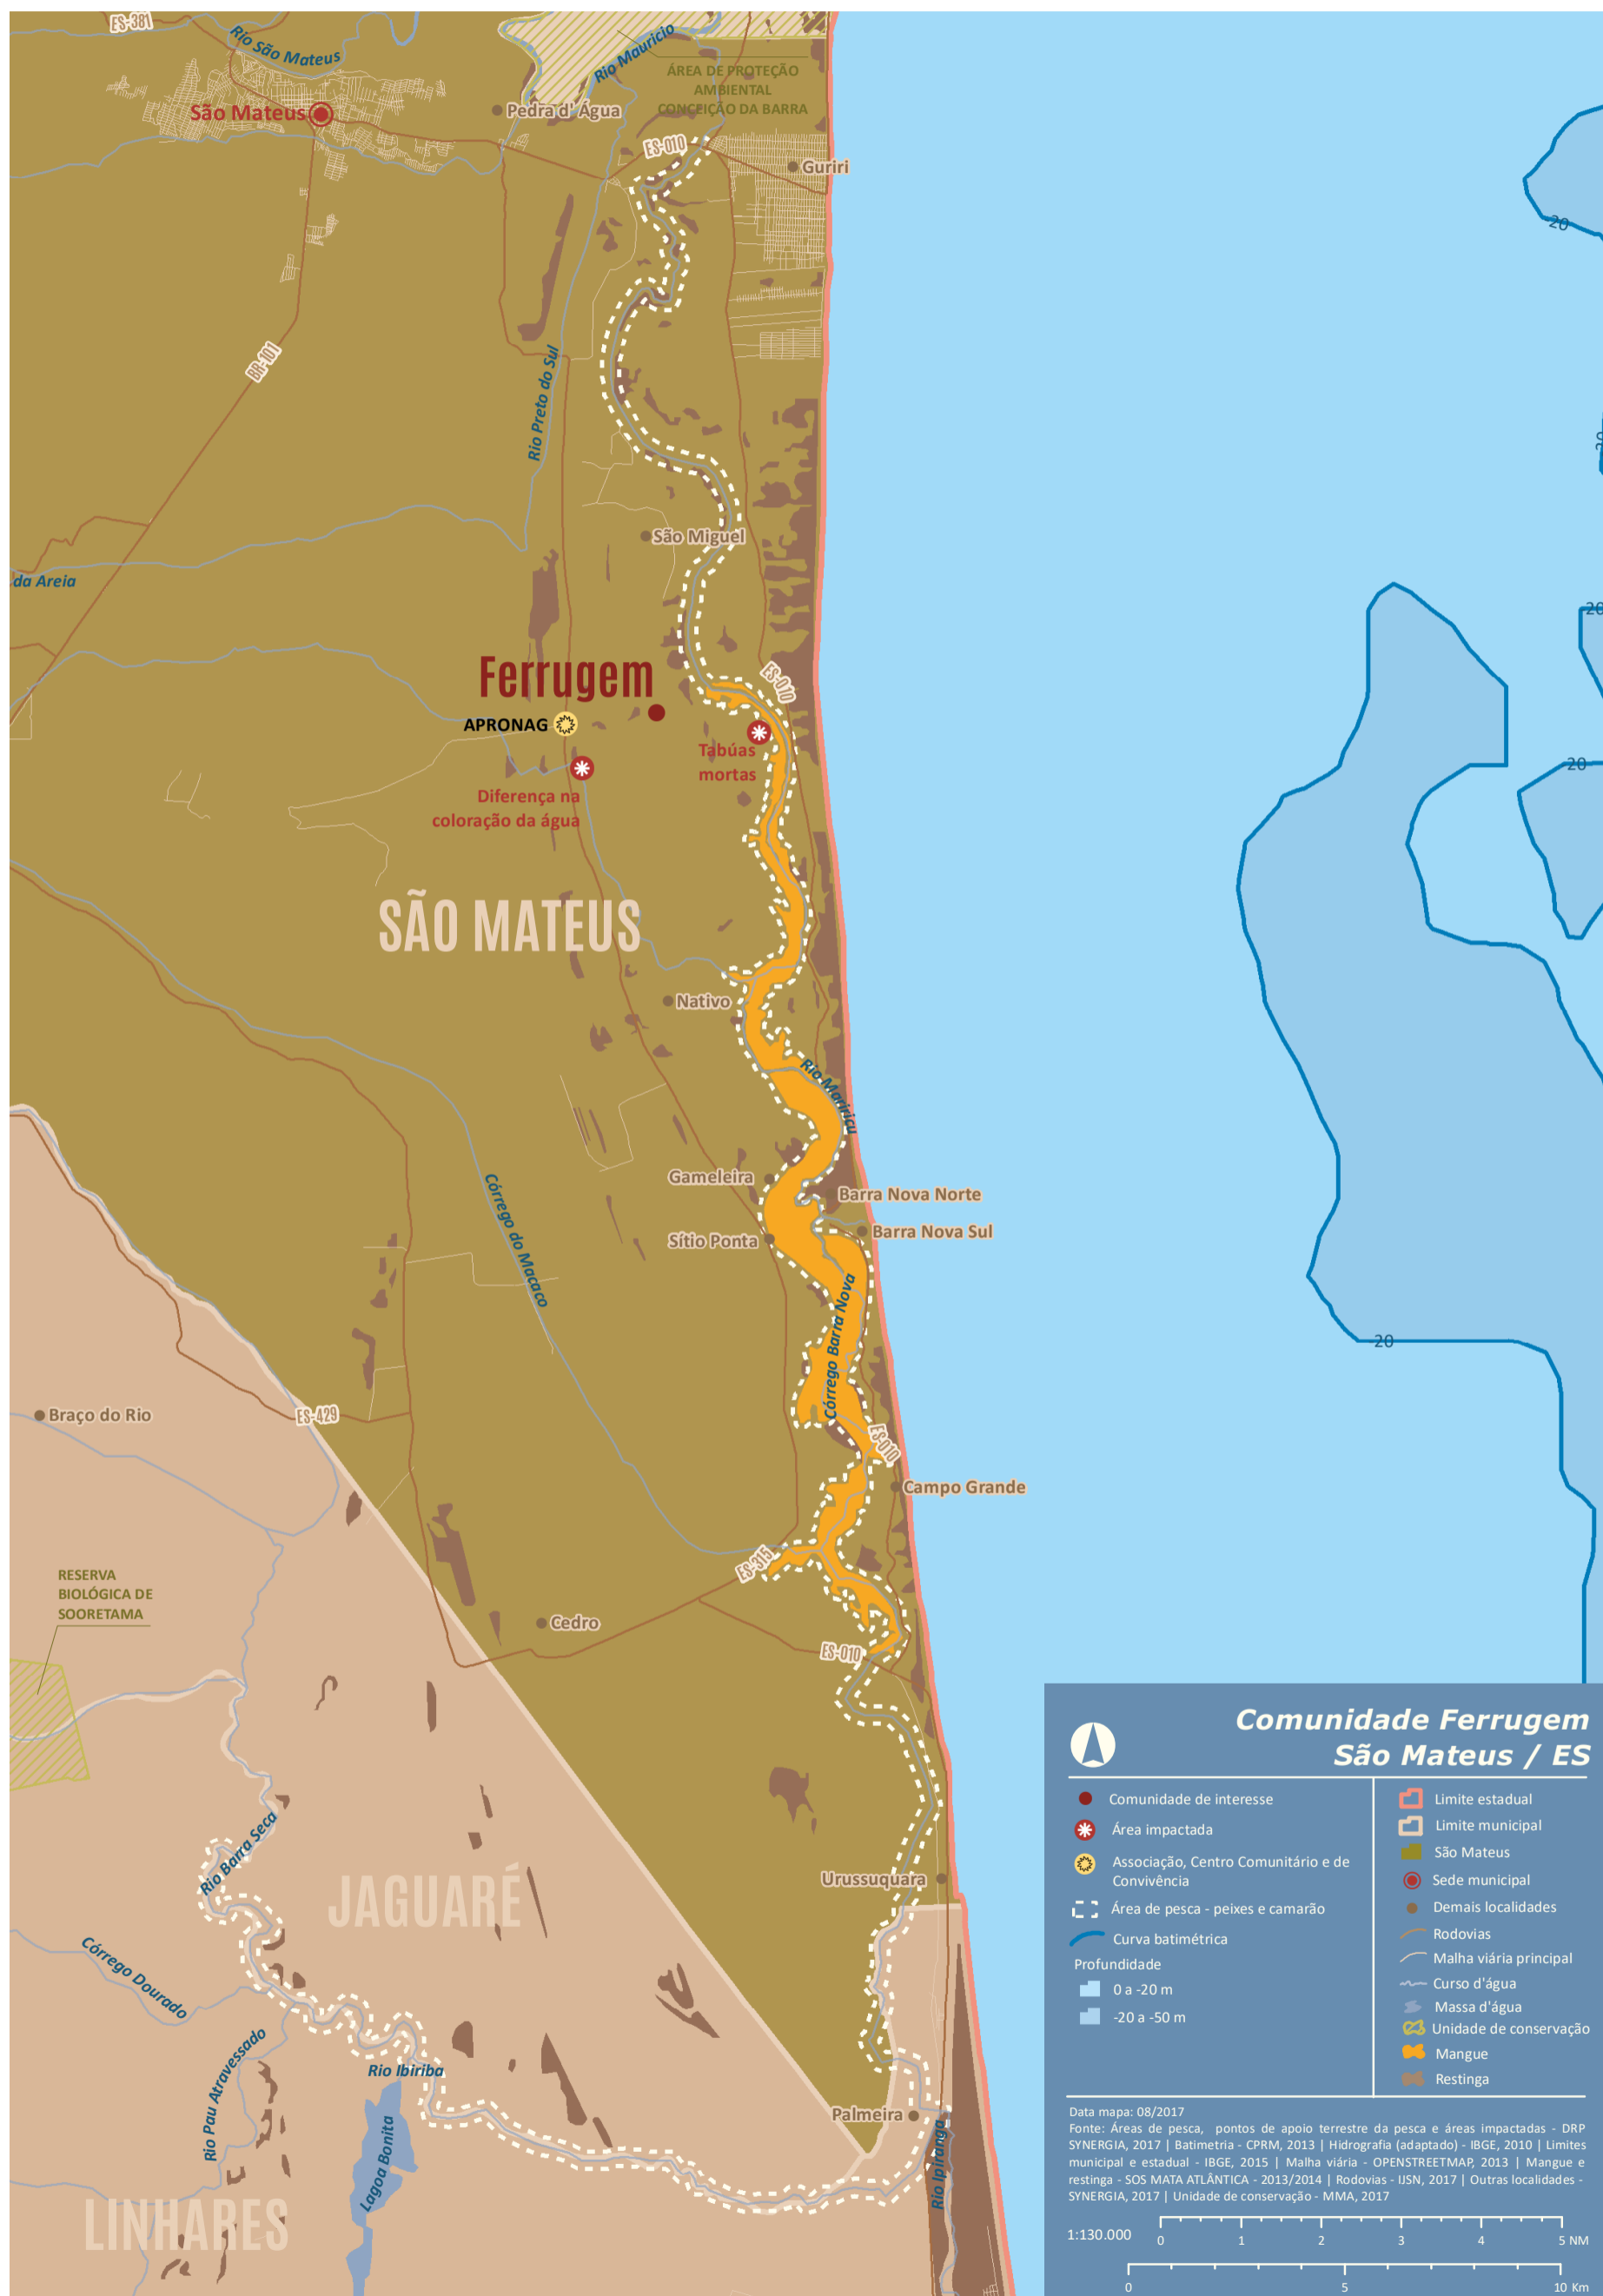 ES-381
Rio São Mateus
Rio Mauricio
ÁREA DE PROTEÇÃO
AMBIENTAL
CONCEIÇÃO DA BARRA
São Mateus
Pedra d' Água
ES-010
Guriri
20
BR-101
Rio Preto do Sul
20
São Miguel
da Areia
20
Ferrugem
ES-010
APRONAG
Tabúas
mortas
20
Diferença na
coloração da água
SÃO MATEUS
Nativo
Rio Mariricu
Gameleira
Barra Nova Norte
Córrego do Macaco
Barra Nova Sul
Sítio Ponta
Córrego Barra Nova
20
Braço do Rio
ES-429
ES-010
Campo Grande
ES-315
RESERVA
BIOLÓGICA DE
SOORETAMA
Cedro
ES-010
Rio Barra Seca
JAGUARÉ
Urussuquara
Córrego Dourado
Rio Pau Atravessado
Rio Ibiriba
Palmeira
Lagoa Bonita
Rio Ipiranga
LINHARES
Comunidade Ferrugem
São Mateus / ES
Comunidade de interesse
Área impactada
Associação, Centro Comunitário e de
Convivência
Área de pesca - peixes e camarão
Curva batimétrica
Profundidade
0 a -20 m
-20 a -50 m
Limite estadual
Limite municipal
São Mateus
Sede municipal
Demais localidades
Rodovias
Malha viária principal
Curso d'água
Massa d'água
Unidade de conservação
Mangue
Restinga
Data mapa: 08/2017
Fonte: Áreas de pesca, pontos de apoio terrestre da pesca e áreas impactadas - DRP
SYNERGIA, 2017 | Batimetria - CPRM, 2013 | Hidrografia (adaptado) - IBGE, 2010 | Limites
municipal e estadual - IBGE, 2015 | Malha viária - OPENSTREETMAP, 2013 | Mangue e
restinga - SOS MATA ATLÂNTICA - 2013/2014 | Rodovias - IJSN, 2017 | Outras localidades -
SYNERGIA, 2017 | Unidade de conservação - MMA, 2017
1:130.000
0 1 2 3 4 5 NM
0 5 10 Km